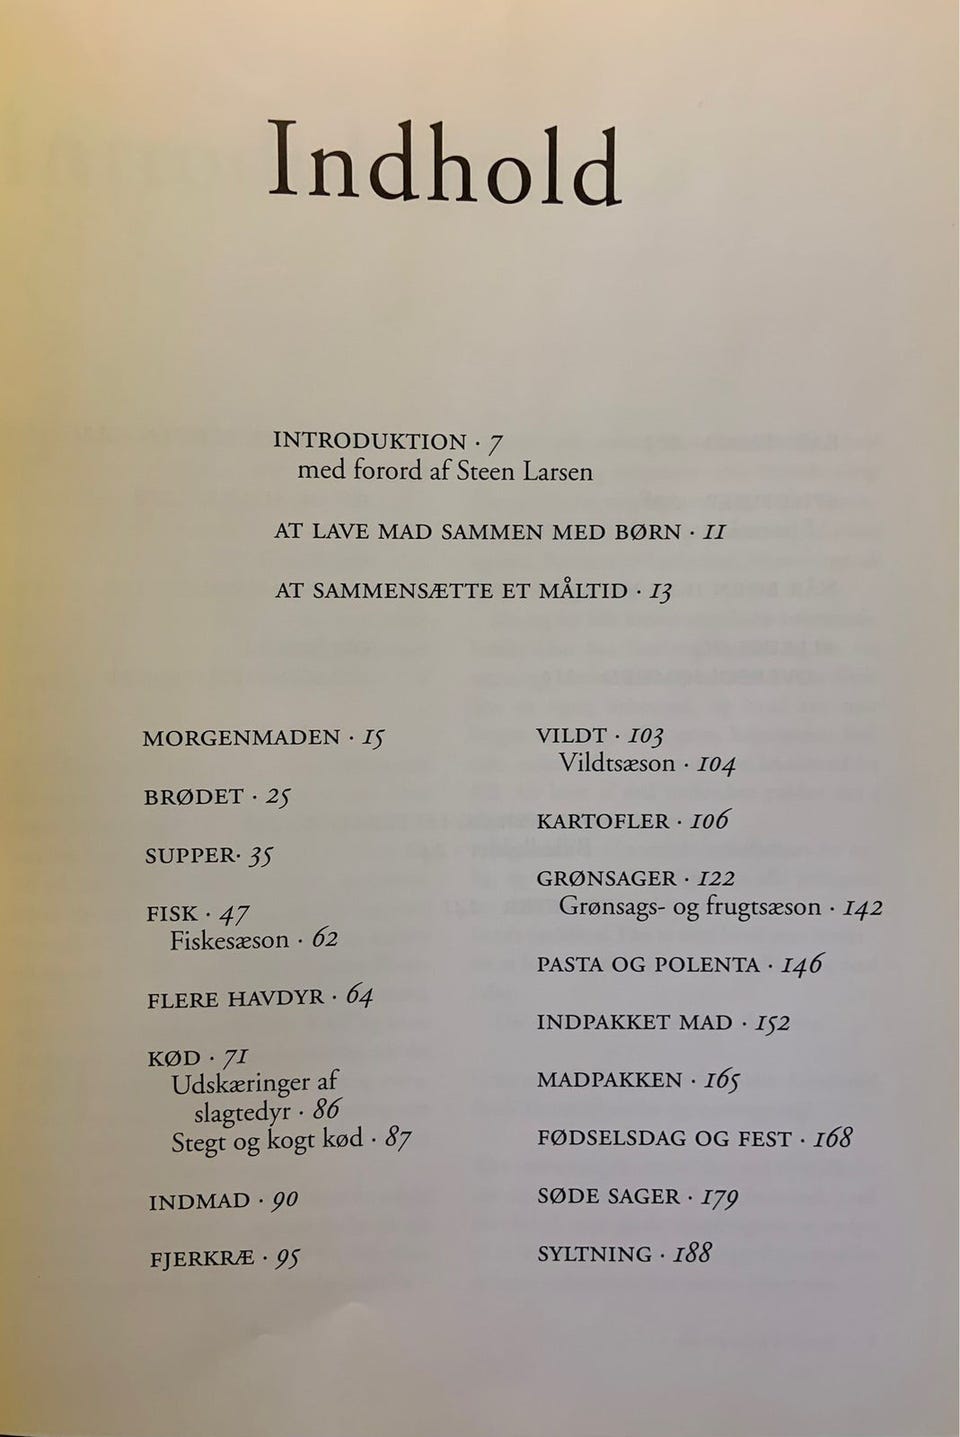 Indhold
INTRODUKTION · 7
med forord af Steen Larsen
AT LAVE MAD SAMMEN MED BØRN · 11
AT SAMMENSÆTTE ET MÅLTID · 13
MORGENMADEN · 15
BRØDET · 25
SUPPER· 35
FISK · 47
Fiskesæson · 62
FLERE HAVDYR · 64
KØD · 71
Udskæringer af
slagtedyr · 86
Stegt og kogt kød · 87
INDMAD · 90
FJERKRÆ · 95
VILDT · 103
Vildtsæson · 104
KARTOFLER · 106
GRØNSAGER · 122
Grønsags- og frugtsæson · 142
PASTA OG POLENTA · 146
INDPAKKET MAD · 152
MADPAKKEN · 165
FØDSELSDAG OG FEST · 168
SØDE SAGER · 179
SYLTNING · 188